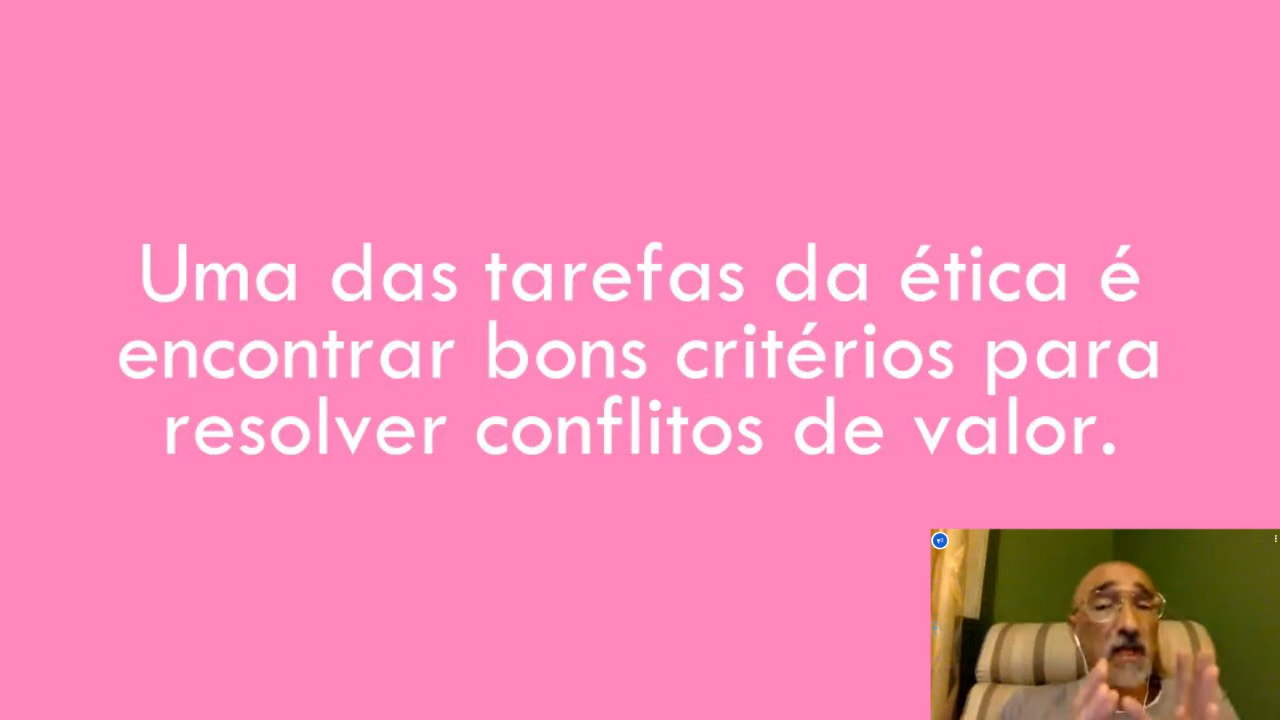 Uma das tarefas da ética é
encontrar bons critérios para
resolver conflitos de valor.